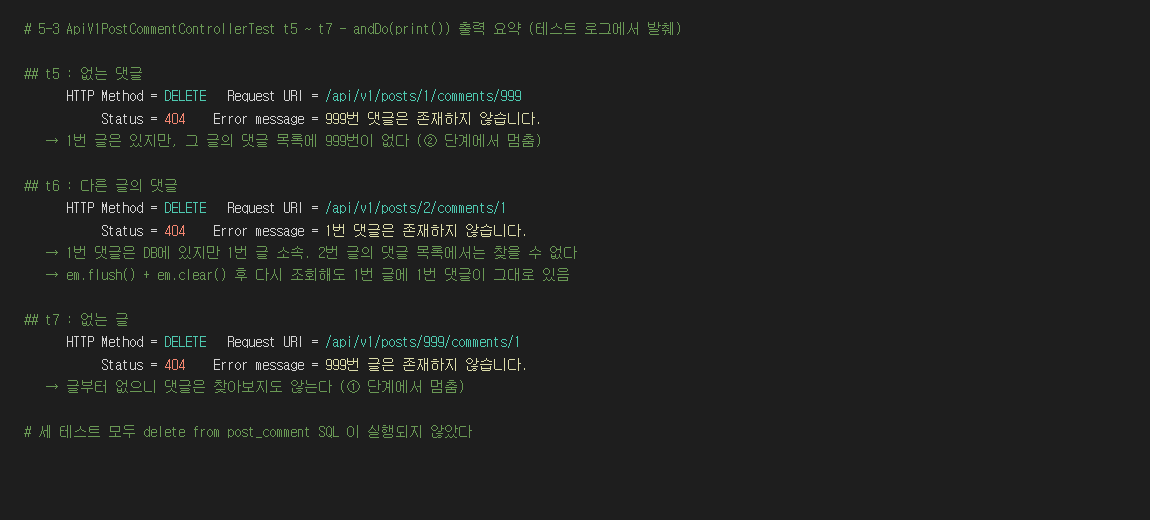 # 5-3 ApiV1PostCommentControllerTest t5 ~ t7 - andDo(print()) 출력 요약 (테스트 로그에서 발췌)
## t5 : 없는 댓글
HTTP Method = DELETE Request URI = /api/v1/posts/1/comments/999
Status = 404 Error message = 999번 댓글은 존재하지 않습니다.
→ 1번 글은 있지만, 그 글의 댓글 목록에 999번이 없다 (② 단계에서 멈춤)
## t6 : 다른 글의 댓글
HTTP Method = DELETE Request URI = /api/v1/posts/2/comments/1
Status = 404 Error message = 1번 댓글은 존재하지 않습니다.
→ 1번 댓글은 DB에 있지만 1번 글 소속. 2번 글의 댓글 목록에서는 찾을 수 없다
→ em.flush() + em.clear() 후 다시 조회해도 1번 글에 1번 댓글이 그대로 있음
## t7 : 없는 글
HTTP Method = DELETE Request URI = /api/v1/posts/999/comments/1
Status = 404 Error message = 999번 글은 존재하지 않습니다.
→ 글부터 없으니 댓글은 찾아보지도 않는다 (① 단계에서 멈춤)
# 세 테스트 모두 delete from post_comment SQL 이 실행되지 않았다